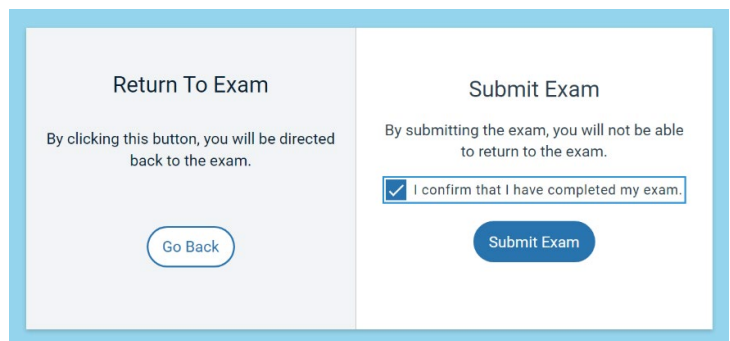 Return To Exam
By clicking this button, you will be directed
back to the exam.
Go Back
Submit Exam
By submitting the exam, you will not be able
to return to the exam.
I confirm that I have completed my exam.
Submit Exam